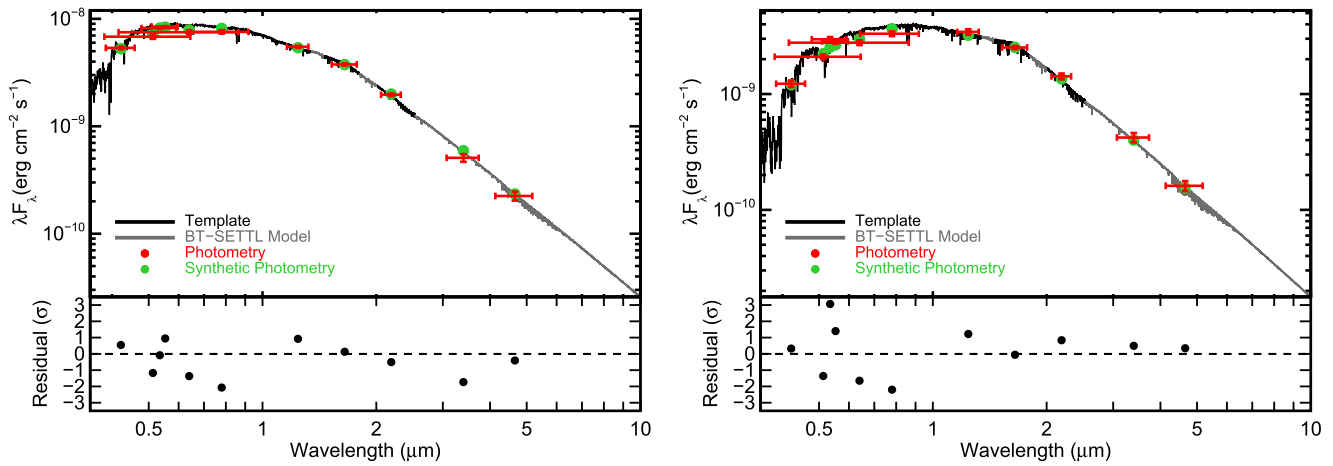 10−8
10−9
10−10
λFλ(erg cm−2 s−1)
Template
BT−SETTL Model
Photometry
Synthetic Photometry
3
2
1
0
−1
−2
−3
Residual (σ)
0.5 1 2 5 10
Wavelength (μm)
10−9
10−10
λFλ(erg cm−2 s−1)
Template
BT−SETTL Model
Photometry
Synthetic Photometry
3
2
1
0
−1
−2
−3
Residual (σ)
0.5 1 2 5 10
Wavelength (μm)